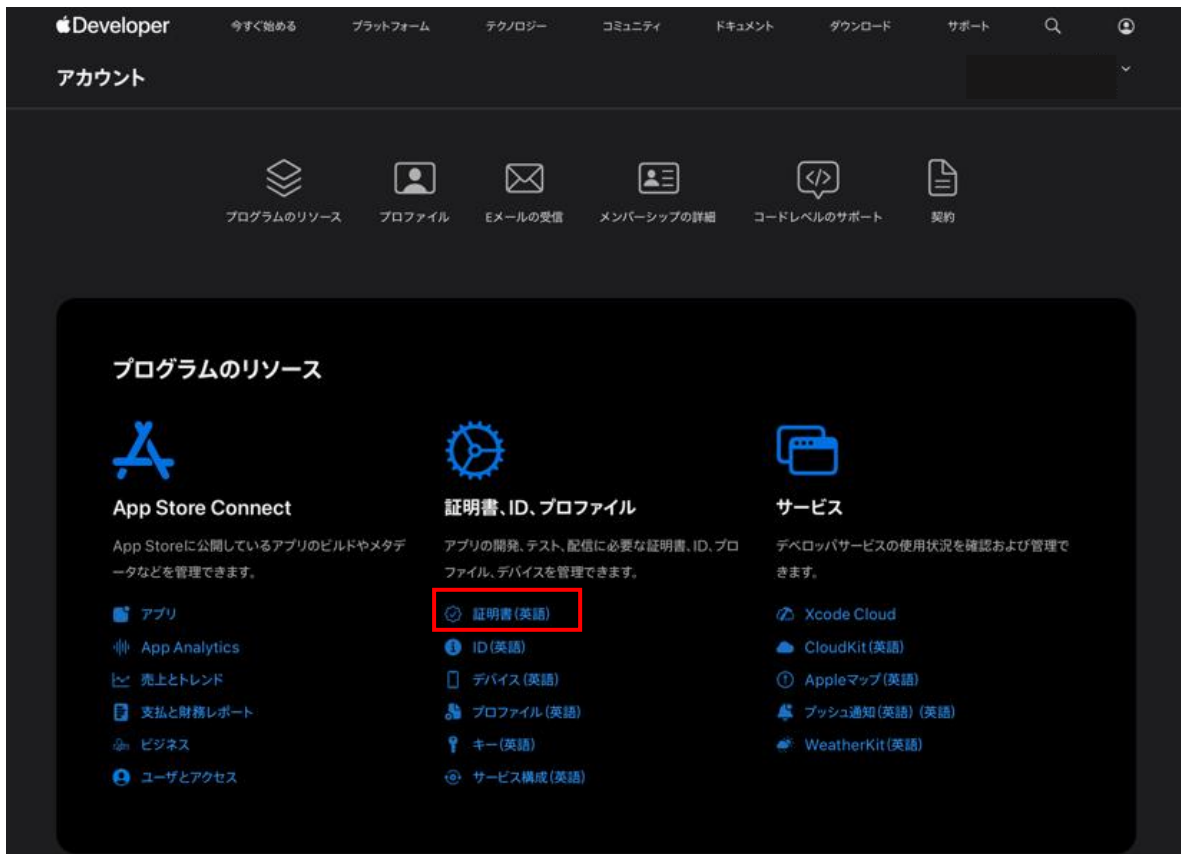 Developer 今すぐ始める プラットフォーム テクノロジー コミュニティ ドキュメント ダウンロード サポート
アカウント
プログラムのリソース プロファイル Eメールの受信 メンバーシップの詳細 コードレベルのサポート 契約
プログラムのリソース
App Store Connect
App Storeに公開しているアプリのビルドやメタデ
ータなどを管理できます。
アプリ
App Analytics
売上とトレンド
支払と財務レポート
ビジネス
ユーザとアクセス
証明書、ID、プロファイル
アプリの開発、テスト、配信に必要な証明書、ID、プロ
ファイル、デバイスを管理できます。
証明書(英語)
ID(英語)
デバイス(英語)
プロファイル(英語)
キー(英語)
サービス構成(英語)
サービス
デベロッパサービスの使用状況を確認および管理で
きます。
Xcode Cloud
CloudKit(英語)
Appleマップ(英語)
プッシュ通知(英語) (英語)
WeatherKit(英語)